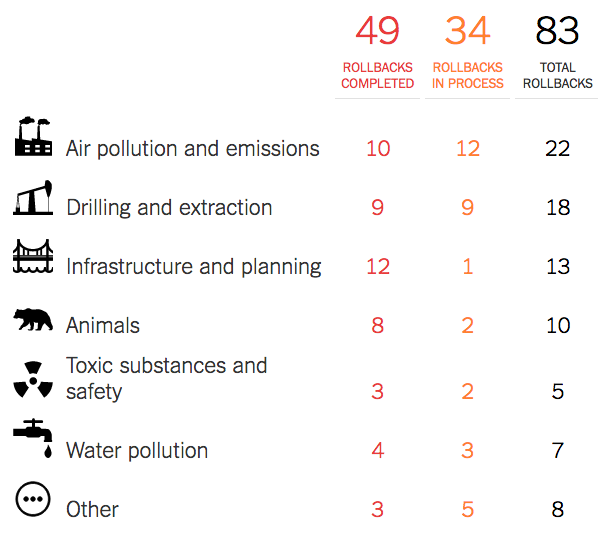 49 34 83
ROLLBACKS COMPLETED ROLLBACKS IN PROCESS TOTAL ROLLBACKS
Air pollution and emissions 10 12 22
Drilling and extraction 9 9 18
Infrastructure and planning 12 1 13
Animals 8 2 10
Toxic substances and
safety 3 2 5
Water pollution 4 3 7
Other 3 5 8